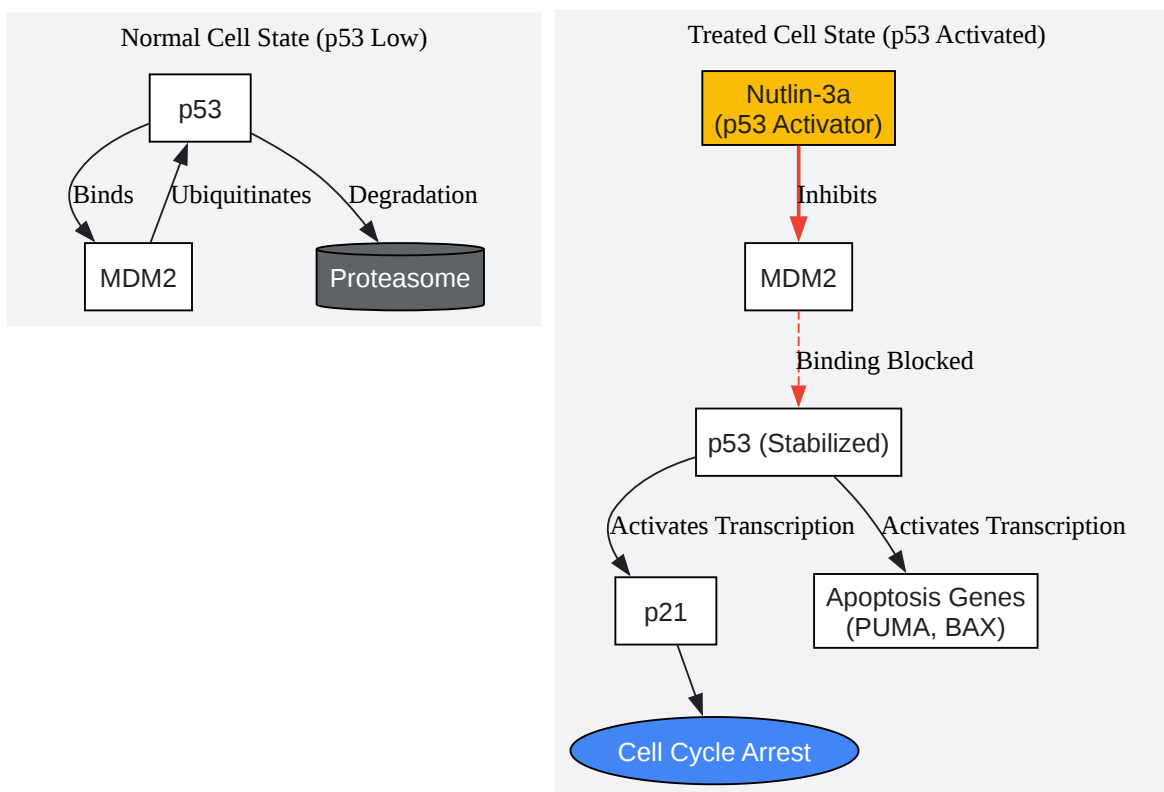 Normal Cell State (p53 Low)
p53
Binds
Ubiquitinates
Degradation
MDM2
Proteasome
Treated Cell State (p53 Activated)
Nutlin-3a
(p53 Activator)
Inhibits
MDM2
Binding Blocked
p53 (Stabilized)
Activates Transcription
Activates Transcription
p21
Apoptosis Genes
(PUMA, BAX)
Cell Cycle Arrest